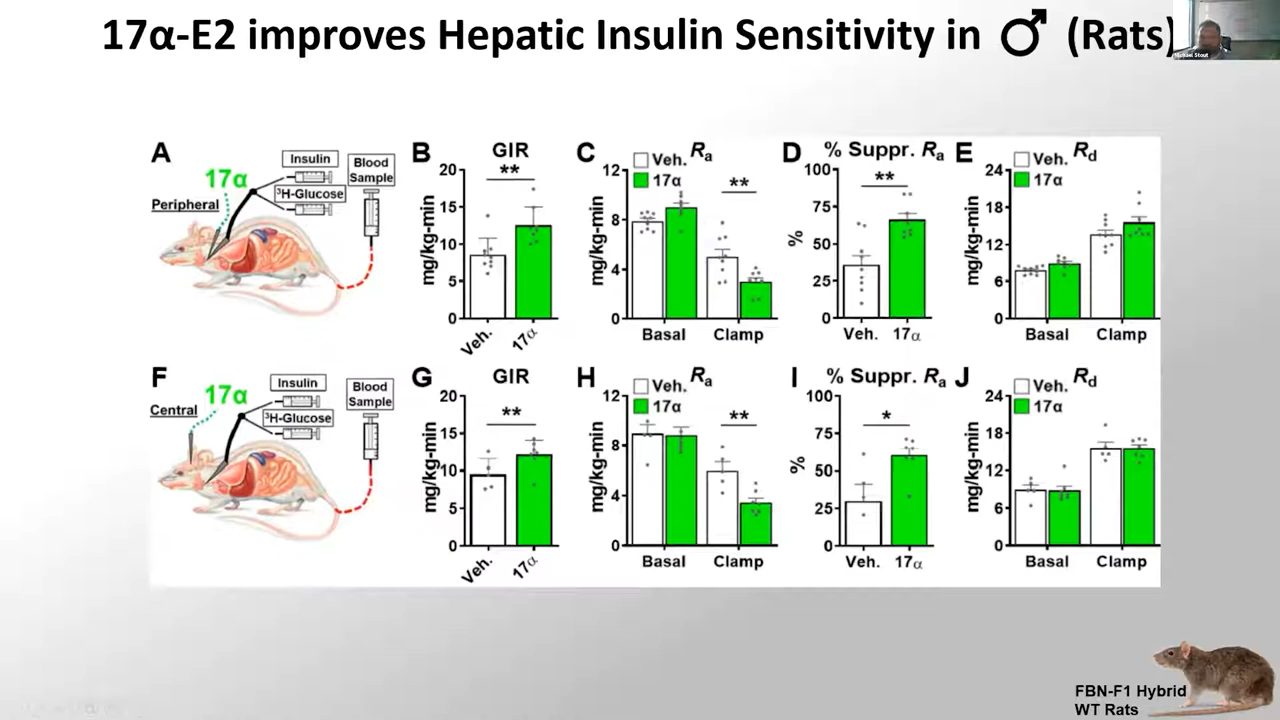 17α-E2 improves Hepatic Insulin Sensitivity in ♂ (Rats)
Michael Stout
A
17α
Peripheral
Insulin
³H-Glucose
Blood
Sample
B
GIR
**
mg/kg-min
20
15
10
5
0
Veh.
17α
C
Ra
Veh.
17α
**
mg/kg-min
12
8
4
0
Basal
Clamp
D
% Suppr. Ra
**
%
100
75
50
25
0
Veh.
17α
E
Rd
Veh.
17α
mg/kg-min
24
18
12
6
0
Basal
Clamp
F
17α
Central
Insulin
³H-Glucose
Blood
Sample
G
GIR
**
mg/kg-min
20
15
10
5
0
Veh.
17α
H
Ra
Veh.
17α
**
mg/kg-min
12
8
4
0
Basal
Clamp
I
% Suppr. Ra
*
%
100
75
50
25
0
Veh.
17α
J
Rd
Veh.
17α
mg/kg-min
24
18
12
6
0
Basal
Clamp
FBN-F1 Hybrid
WT Rats